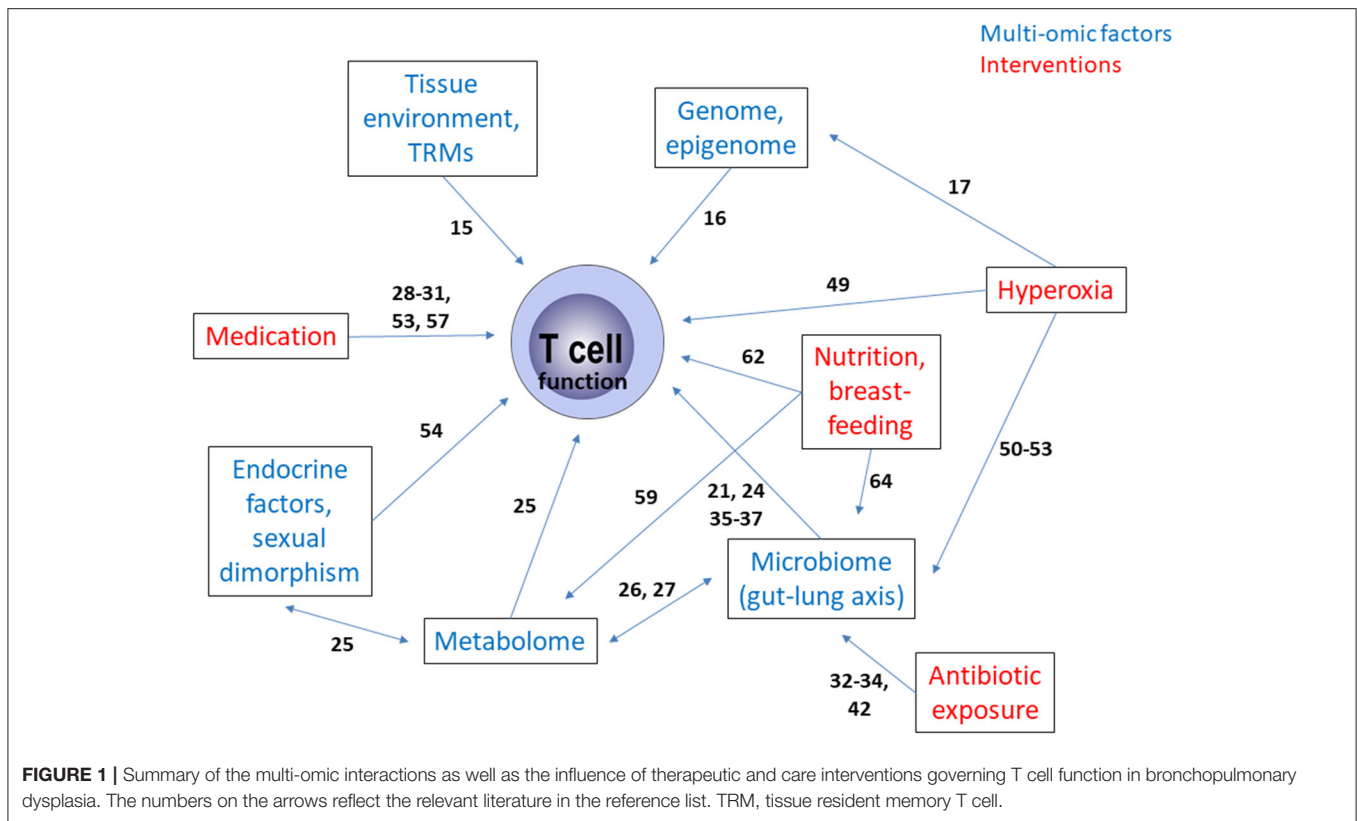 Multi-omic factors
Interventions
Tissue
environment,
TRMs
Genome,
epigenome
17
15
16
Hyperoxia
49
28-31,
53, 57
Medication
T cell
function
62
Nutrition,
breast-
feeding
54
50-53
Endocrine
factors,
sexual
dimorphism
25
59
21, 24
35-37
64
Microbiome
(gut-lung axis)
26, 27
25
Metabolome
32-34,
42
Antibiotic
exposure
FIGURE 1 | Summary of the multi-omic interactions as well as the influence of therapeutic and care interventions governing T cell function in bronchopulmonary
dysplasia. The numbers on the arrows reflect the relevant literature in the reference list. TRM, tissue resident memory T cell.